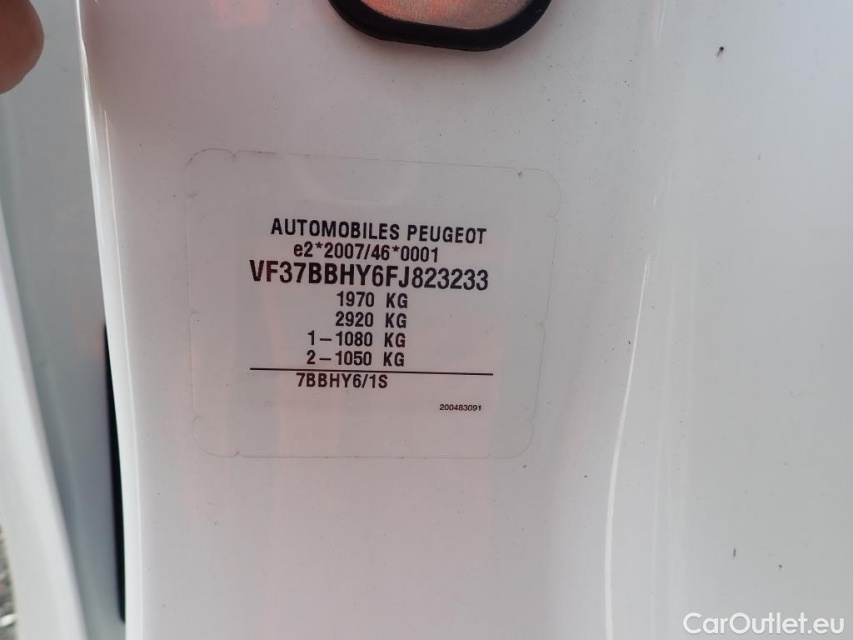 AUTOMOBILES PEUGEOT
e2*2007/46*0001
VF37BBHY6FJ823233
1970 KG
2920 KG
1-1080 KG
2-1050 KG
7BBHY6/1S
200483091
CarOutlet.eu